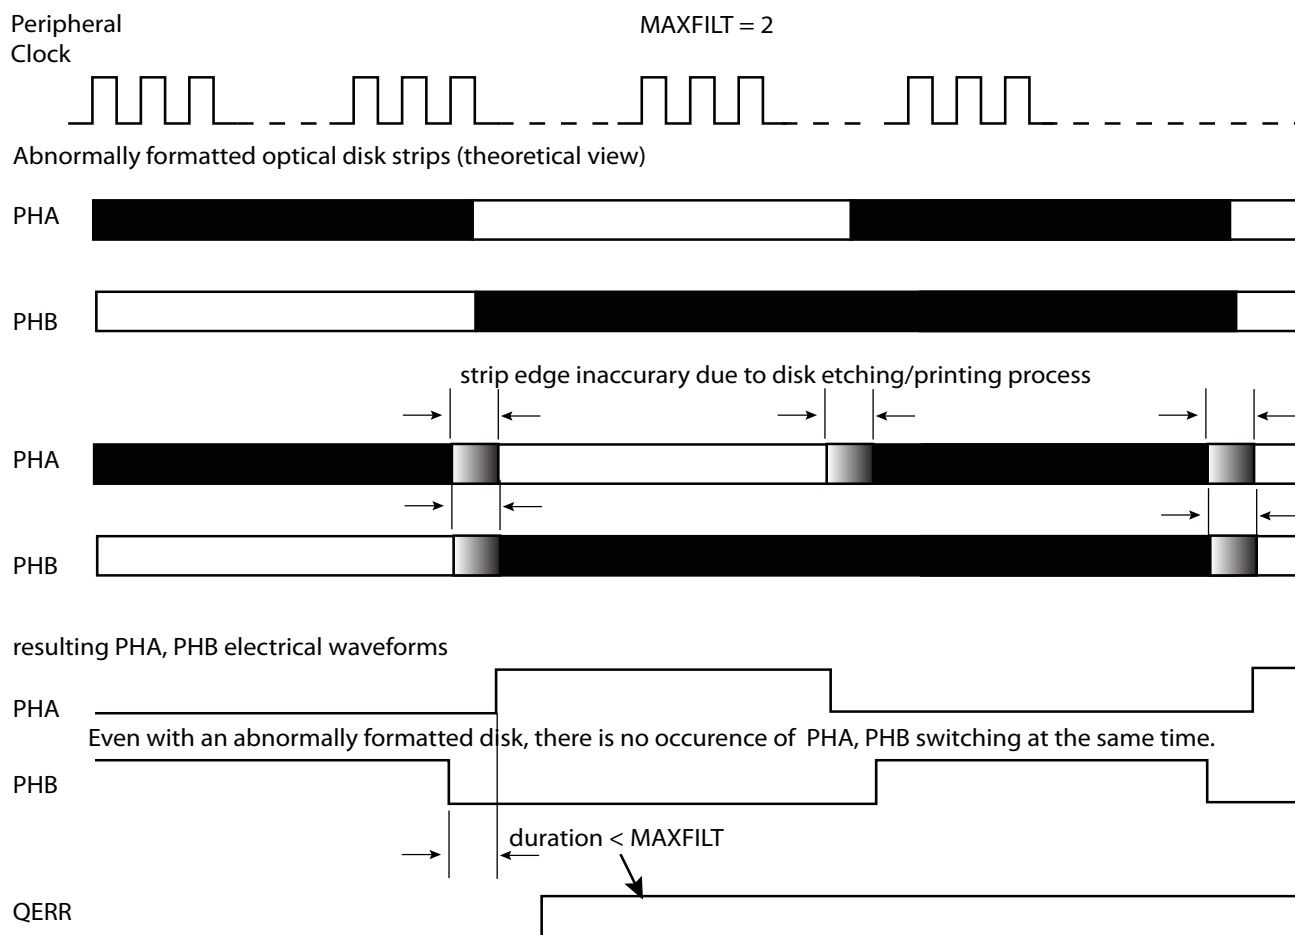 Peripheral
Clock
MAXFILT = 2
Abnormally formatted optical disk strips (theoretical view)
PHA
PHB
strip edge inaccurary due to disk etching/printing process
PHA
PHB
resulting PHA, PHB electrical waveforms
PHA
Even with an abnormally formatted disk, there is no occurence of PHA, PHB switching at the same time.
PHB
duration < MAXFILT
QERR